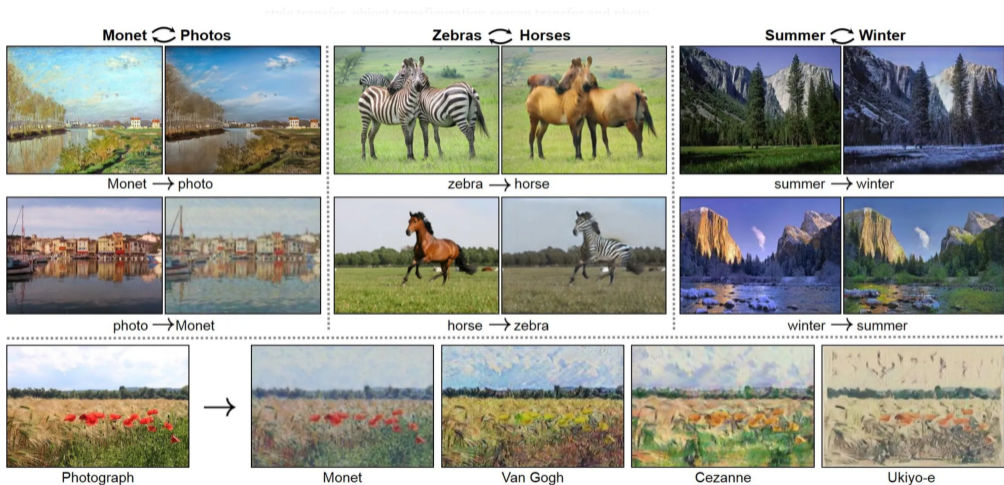 Monet ⇄ Photos
Zebras ⇄ Horses
Summer ⇄ Winter
Monet → photo
zebra → horse
summer → winter
photo → Monet
horse → zebra
winter → summer
Photograph
Monet
Van Gogh
Cezanne
Ukiyo-e